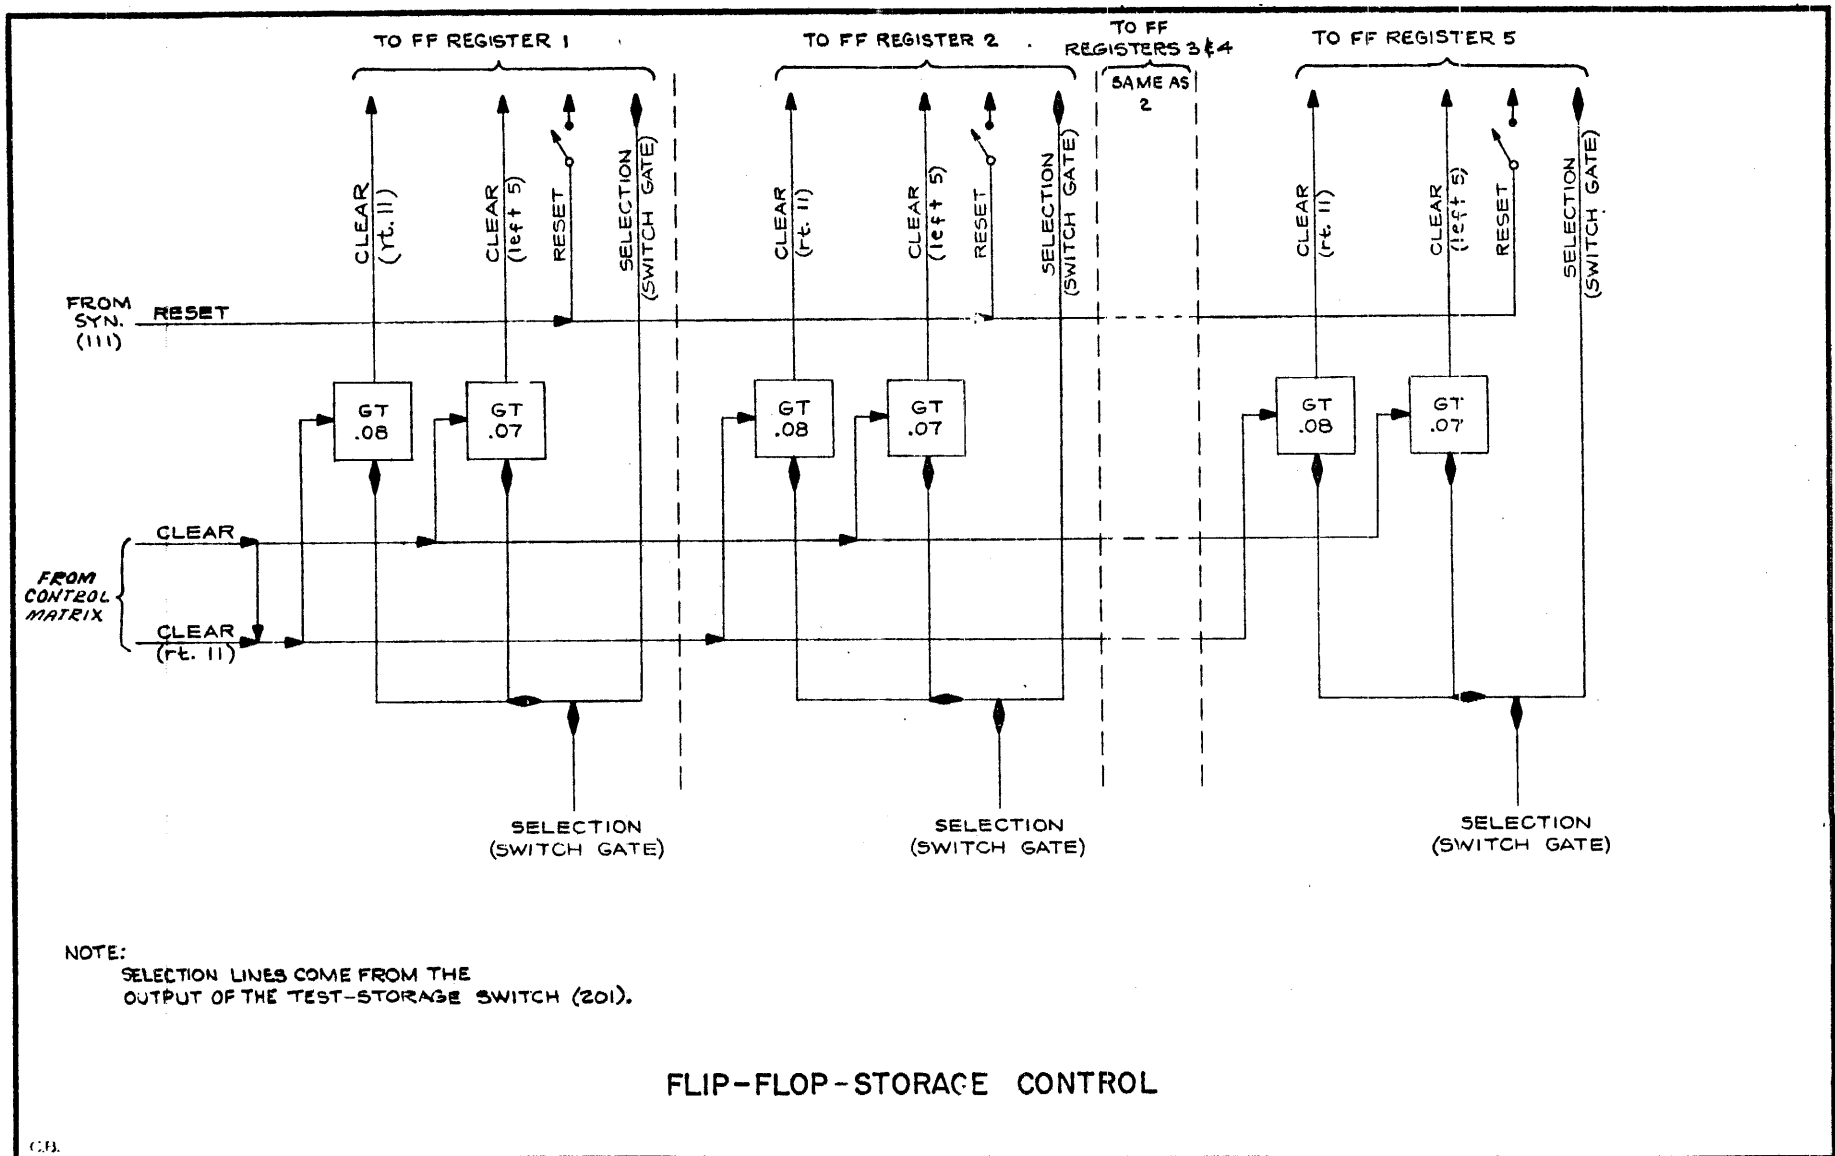 TO FF REGISTER 1
TO FF REGISTER 2
TO FF
REGISTERS 3 & 4
SAME AS
2
TO FF REGISTER 5
CLEAR
(rt. 11)
CLEAR
(left 5)
RESET
SELECTION
(SWITCH GATE)
CLEAR
(rt. 11)
CLEAR
(left 5)
RESET
SELECTION
(SWITCH GATE)
CLEAR
(rt. 11)
CLEAR
(left 5)
RESET
SELECTION
(SWITCH GATE)
FROM
SYN.
(111)
RESET
GT
.08
GT
.07
GT
.08
GT
.07
GT
.08
GT
.07
FROM
CONTROL
MATRIX
CLEAR
CLEAR
(rt. 11)
SELECTION
(SWITCH GATE)
SELECTION
(SWITCH GATE)
SELECTION
(SWITCH GATE)
NOTE:
SELECTION LINES COME FROM THE
OUTPUT OF THE TEST-STORAGE SWITCH (201).
FLIP-FLOP-STORAGE CONTROL
C.B.